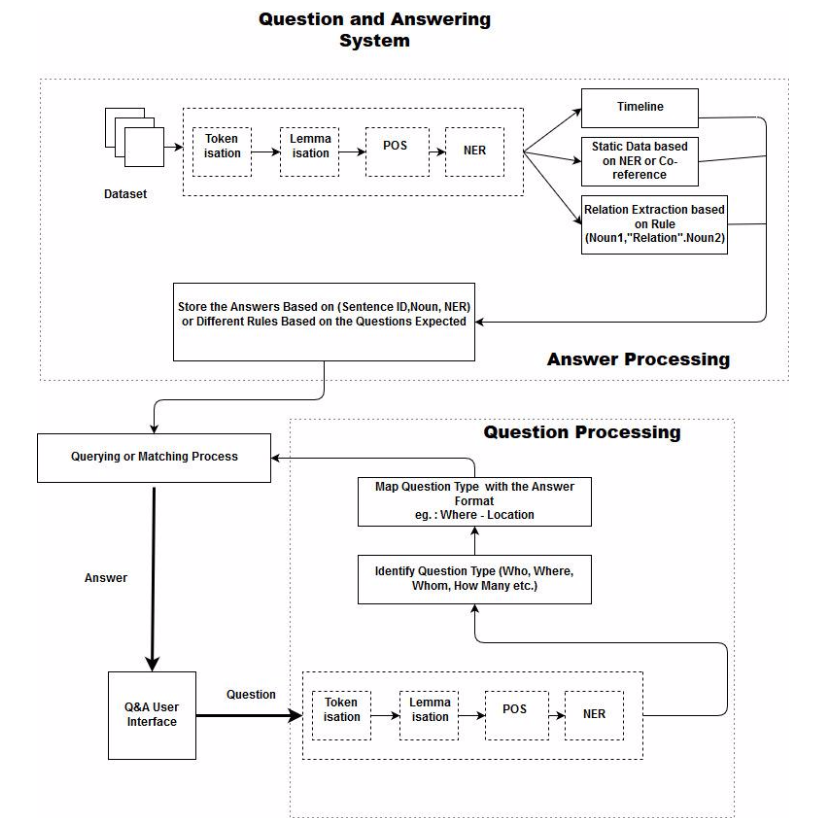 Question and Answering
System
Token
isation
Lemma
isation
POS
NER
Dataset
Timeline
Static Data based
on NER or Co-
reference
Relation Extraction based
on Rule
(Noun1,"Relation".Noun2)
Store the Answers Based on (Sentence ID,Noun, NER)
or Different Rules Based on the Questions Expected
Answer Processing
Question Processing
Querying or Matching Process
Map Question Type with the Answer
Format
eg. : Where - Location
Identify Question Type (Who, Where,
Whom, How Many etc.)
Answer
Q&A User
Interface
Question
Token
isation
Lemma
isation
POS
NER